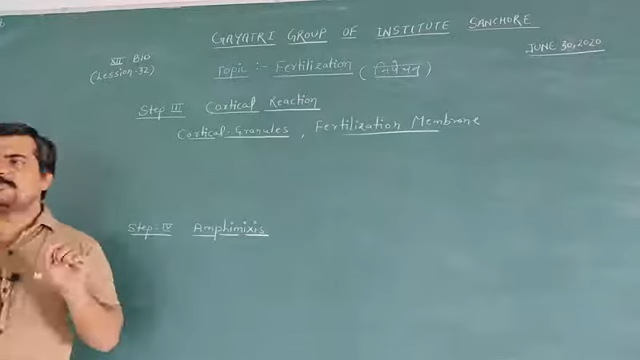 GAYATRI GROUP OF INSTITUTE SANCHORE
JUNE 30, 2020
XII BIO
(Lession-32)
Topic :- Fertilization (निषेचन)
Step III Cortical Reaction
Cortical-Granules , Fertilization Membrane
Step-IV Amphimixis